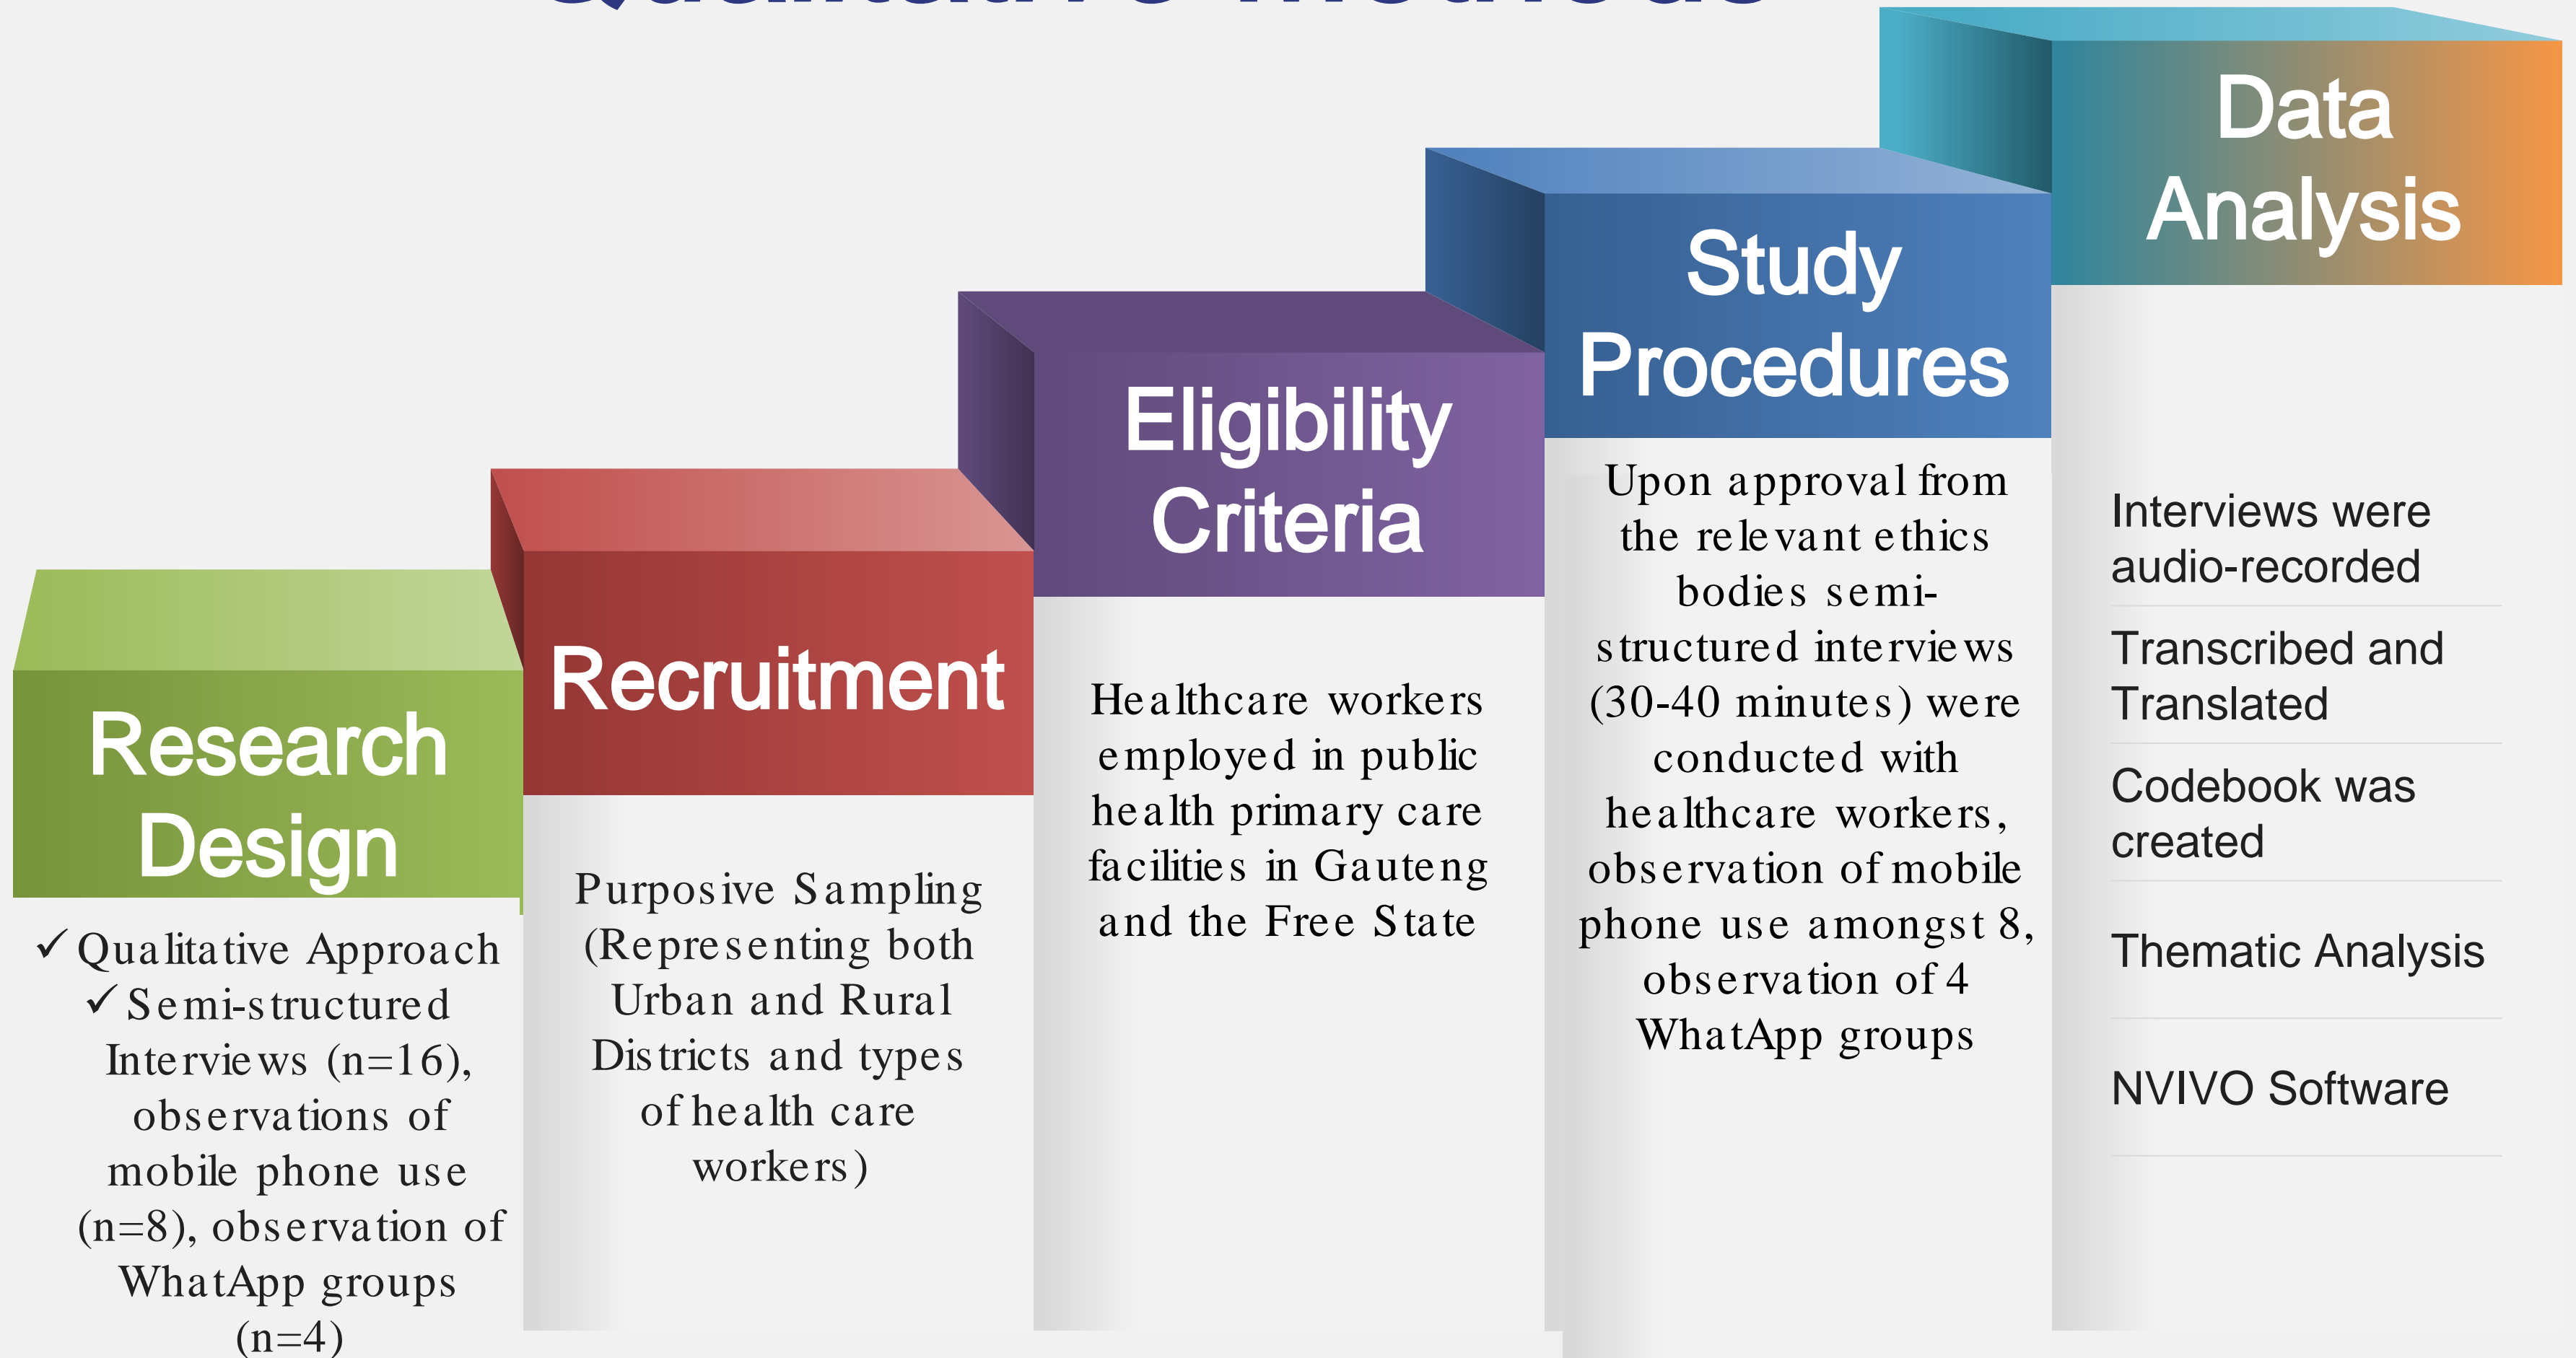 Qualitative Methods
Research
Design
✓ Qualitative Approach
✓ Semi-structured
Interviews (n=16),
observations of
mobile phone use
(n=8), observation of
WhatApp groups
(n=4)
Recruitment
Purposive Sampling
(Representing both
Urban and Rural
Districts and types
of health care
workers)
Eligibility
Criteria
Healthcare workers
employed in public
health primary care
facilities in Gauteng
and the Free State
Study
Procedures
Upon approval from
the relevant ethics
bodies semi-
structured interviews
(30-40 minutes) were
conducted with
healthcare workers,
observation of mobile
phone use amongst 8,
observation of 4
WhatApp groups
Data
Analysis
Interviews were
audio-recorded
Transcribed and
Translated
Codebook was
created
Thematic Analysis
NVIVO Software